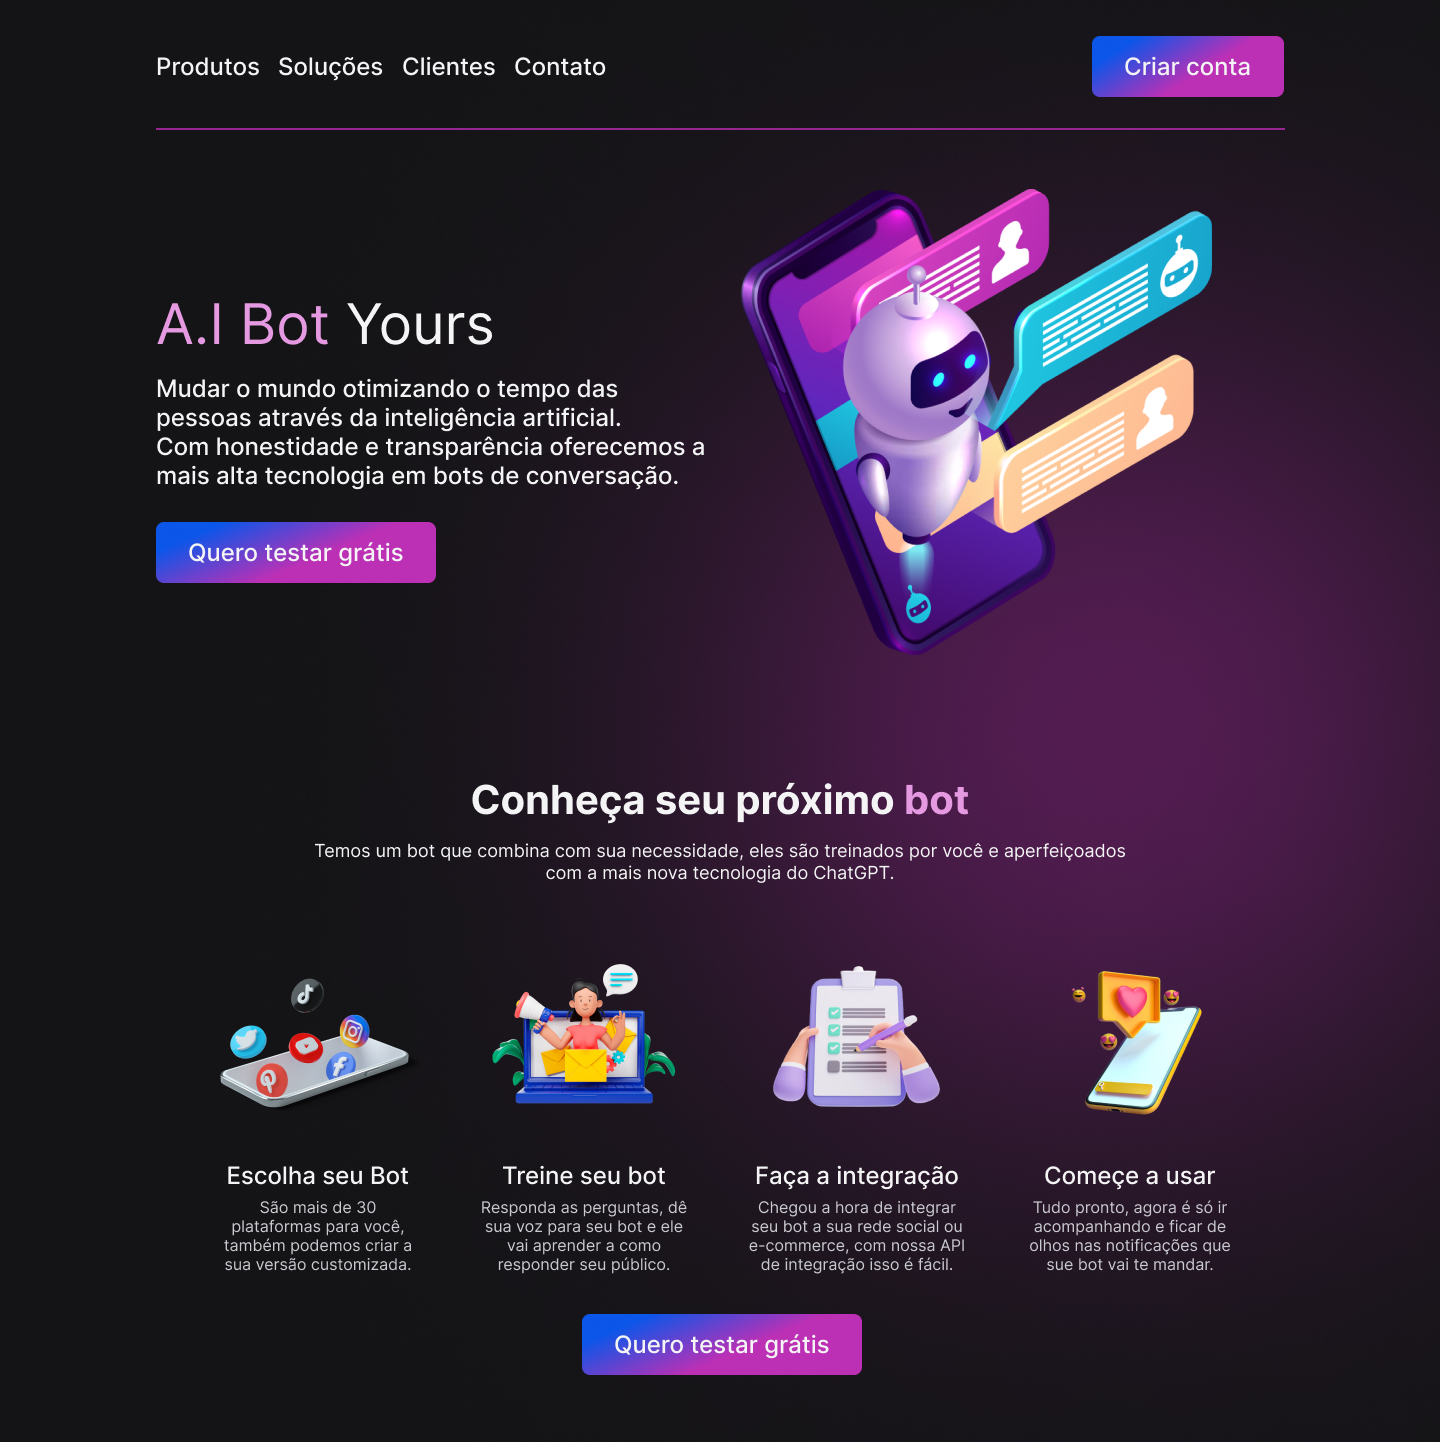 Produtos Soluções Clientes Contato
Criar conta
A.I Bot Yours
Mudar o mundo otimizando o tempo das
pessoas através da inteligência artificial.
Com honestidade e transparência oferecemos a
mais alta tecnologia em bots de conversação.
Quero testar grátis
Conheça seu próximo bot
Temos um bot que combina com sua necessidade, eles são treinados por você e aperfeiçoados
com a mais nova tecnologia do ChatGPT.
Escolha seu Bot
São mais de 30
plataformas para você,
também podemos criar a
sua versão customizada.
Treine seu bot
Responda as perguntas, dê
sua voz para seu bot e ele
vai aprender a como
responder seu público.
Faça a integração
Chegou a hora de integrar
seu bot a sua rede social ou
e-commerce, com nossa API
de integração isso é fácil.
Começe a usar
Tudo pronto, agora é só ir
acompanhando e ficar de
olhos nas notificações que
sue bot vai te mandar.
Quero testar grátis